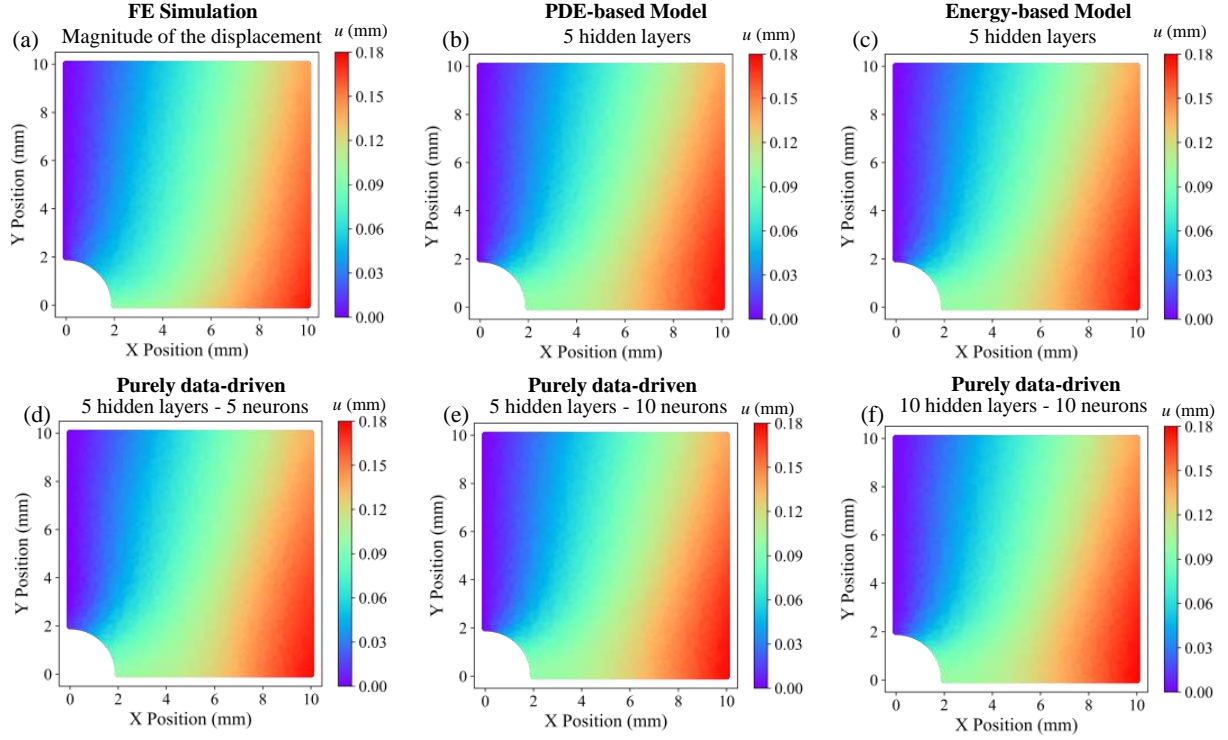 FE Simulation
(a) Magnitude of the displacement u (mm)
10
8
6
4
2
0
Y Position (mm)
0 2 4 6 8 10
X Position (mm)
0.18
0.15
0.12
0.09
0.06
0.03
0.00
PDE-based Model
(b) 5 hidden layers u (mm)
10
8
6
4
2
0
Y Position (mm)
0 2 4 6 8 10
X Position (mm)
0.18
0.15
0.12
0.09
0.06
0.03
0.00
Energy-based Model
(c) 5 hidden layers u (mm)
10
8
6
4
2
0
Y Position (mm)
0 2 4 6 8 10
X Position (mm)
0.18
0.15
0.12
0.09
0.06
0.03
0.00
Purely data-driven
(d) 5 hidden layers - 5 neurons u (mm)
10
8
6
4
2
0
Y Position (mm)
0 2 4 6 8 10
X Position (mm)
0.18
0.15
0.12
0.09
0.06
0.03
0.00
Purely data-driven
(e) 5 hidden layers - 10 neurons u (mm)
10
8
6
4
2
0
Y Position (mm)
0 2 4 6 8 10
X Position (mm)
0.18
0.15
0.12
0.09
0.06
0.03
0.00
Purely data-driven
(f) 10 hidden layers - 10 neurons u (mm)
10
8
6
4
2
0
Y Position (mm)
0 2 4 6 8 10
X Position (mm)
0.18
0.15
0.12
0.09
0.06
0.03
0.00